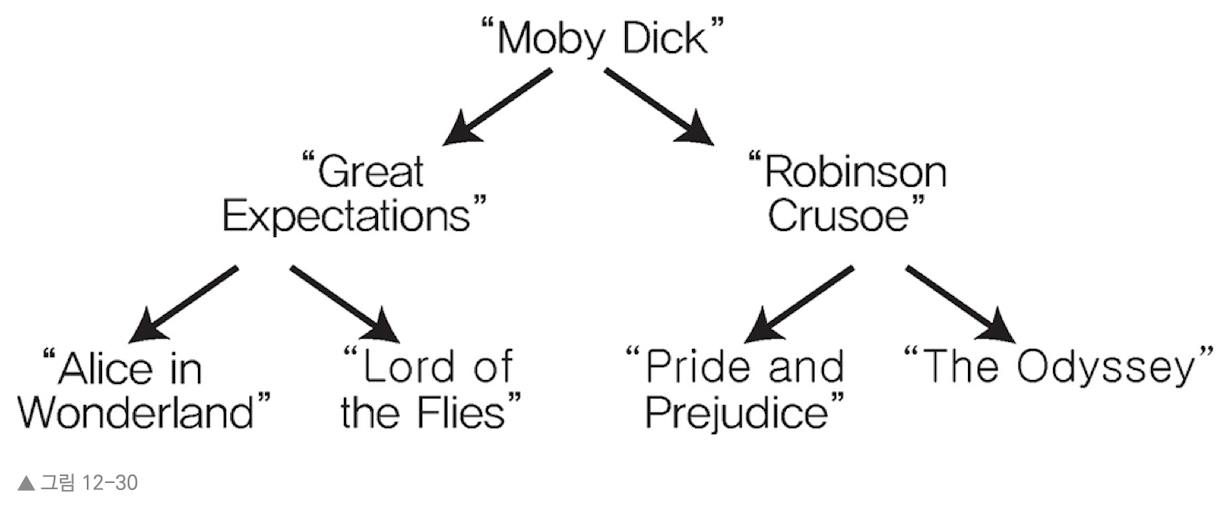 “Moby Dick”
“Great
Expectations”
“Robinson
Crusoe”
“Alice in
Wonderland”
“Lord of
the Flies”
“Pride and
Prejudice”
“The Odyssey”
▲ 그림 12-30